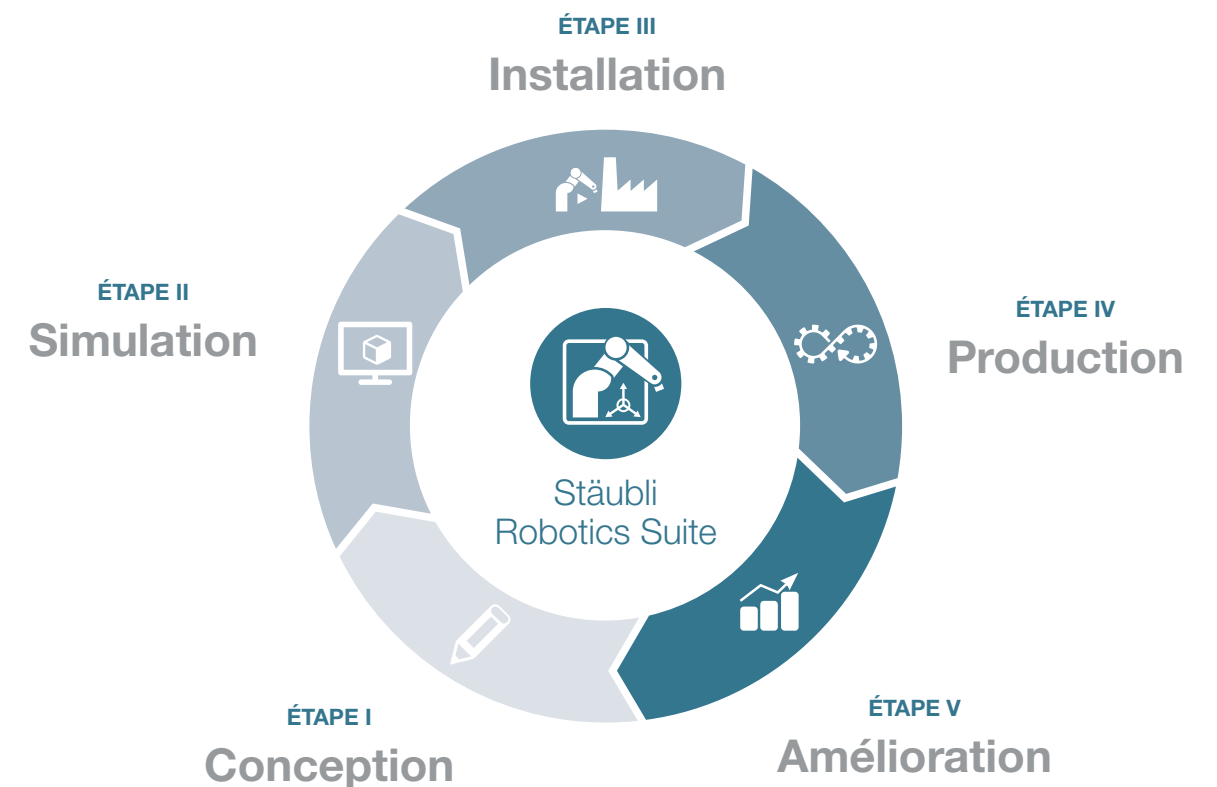 ÉTAPE III
Installation
ÉTAPE II
Simulation
ÉTAPE IV
Production
Stäubli
Robotics Suite
ÉTAPE I
Conception
ÉTAPE V
Amélioration